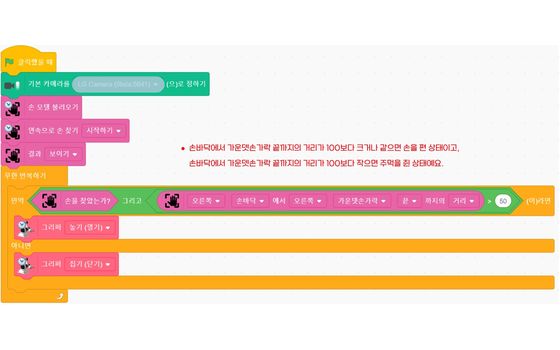 클릭했을 때
기본 카메라를 LG Camera (5bca:5041) (으)로 정하기
손 모델 불러오기
연속으로 손 찾기 시작하기
결과 보이기
• 손바닥에서 가운뎃손가락 끝까지의 거리가 100보다 크거나 같으면 손을 편 상태이고,
손바닥에서 가운뎃손가락 끝까지의 거리가 100보다 작으면 주먹을 쥔 상태예요.
무한 반복하기
만약 손을 찾았는가? 그리고 오른쪽 손바닥 에서 오른쪽 가운뎃손가락 끝 까지의 거리 > 50 (이)라면
그리퍼 놓기 (열기)
아니면
그리퍼 집기 (닫기)